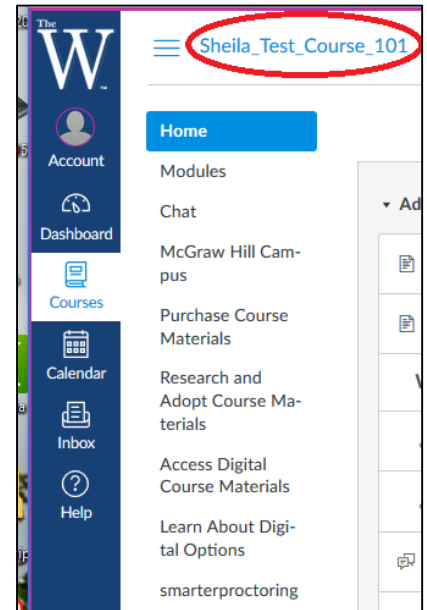 The
W
Sheila_Test_Course_101
Account
Dashboard
Courses
Calendar
Inbox
Help
Home
Modules
Chat
McGraw Hill Cam-
pus
Purchase Course
Materials
Research and
Adopt Course Ma-
terials
Access Digital
Course Materials
Learn About Digi-
tal Options
smarterproctoring
Ad